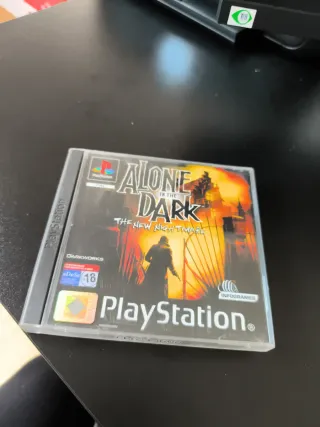 PlayStation
ALONE
IN THE
DARK
THE NEW NIGHTMARE
DARKWORKS
18
INFOGRAMES
PlayStation®